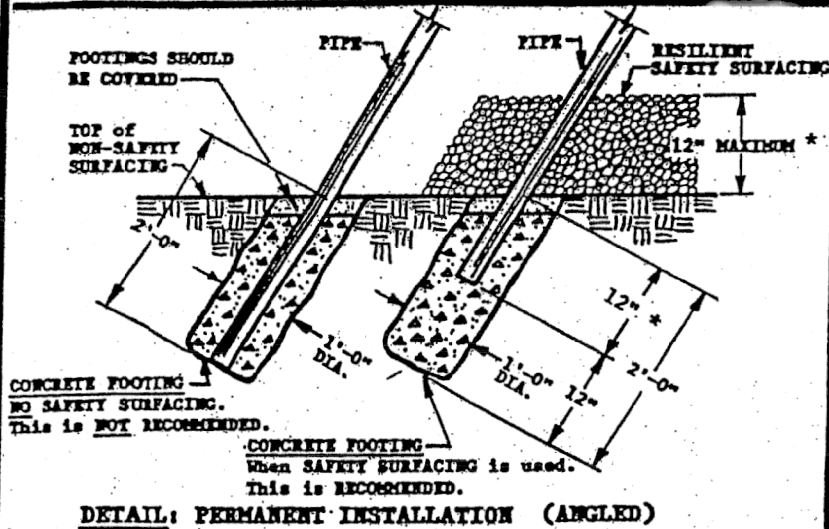 FOOTINGS SHOULD
BE COVERED
PIPE
PIPE
RESILIENT
SAFETY SURFACING
TOP of
NON-SAFETY
SURFACING
12" MAXIMUM *
2'-0"
12" *
2'-0"
1'-0"
DIA.
1'-0"
DIA.
12"
CONCRETE FOOTING
NO SAFETY SURFACING.
This is NOT RECOMMENDED.
CONCRETE FOOTING
When SAFETY SURFACING is used.
This is RECOMMENDED.
DETAIL: PERMANENT INSTALLATION (ANGLED)